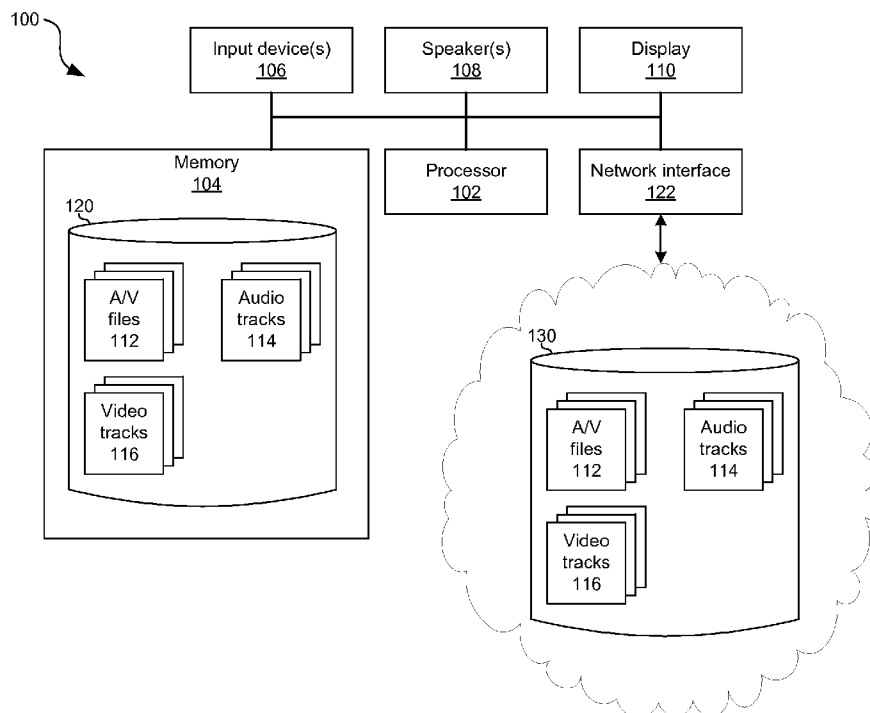 100
Input device(s)
106
Speaker(s)
108
Display
110
Memory
104
Processor
102
Network interface
122
120
A/V
files
112
Audio
tracks
114
Video
tracks
116
130
A/V
files
112
Audio
tracks
114
Video
tracks
116